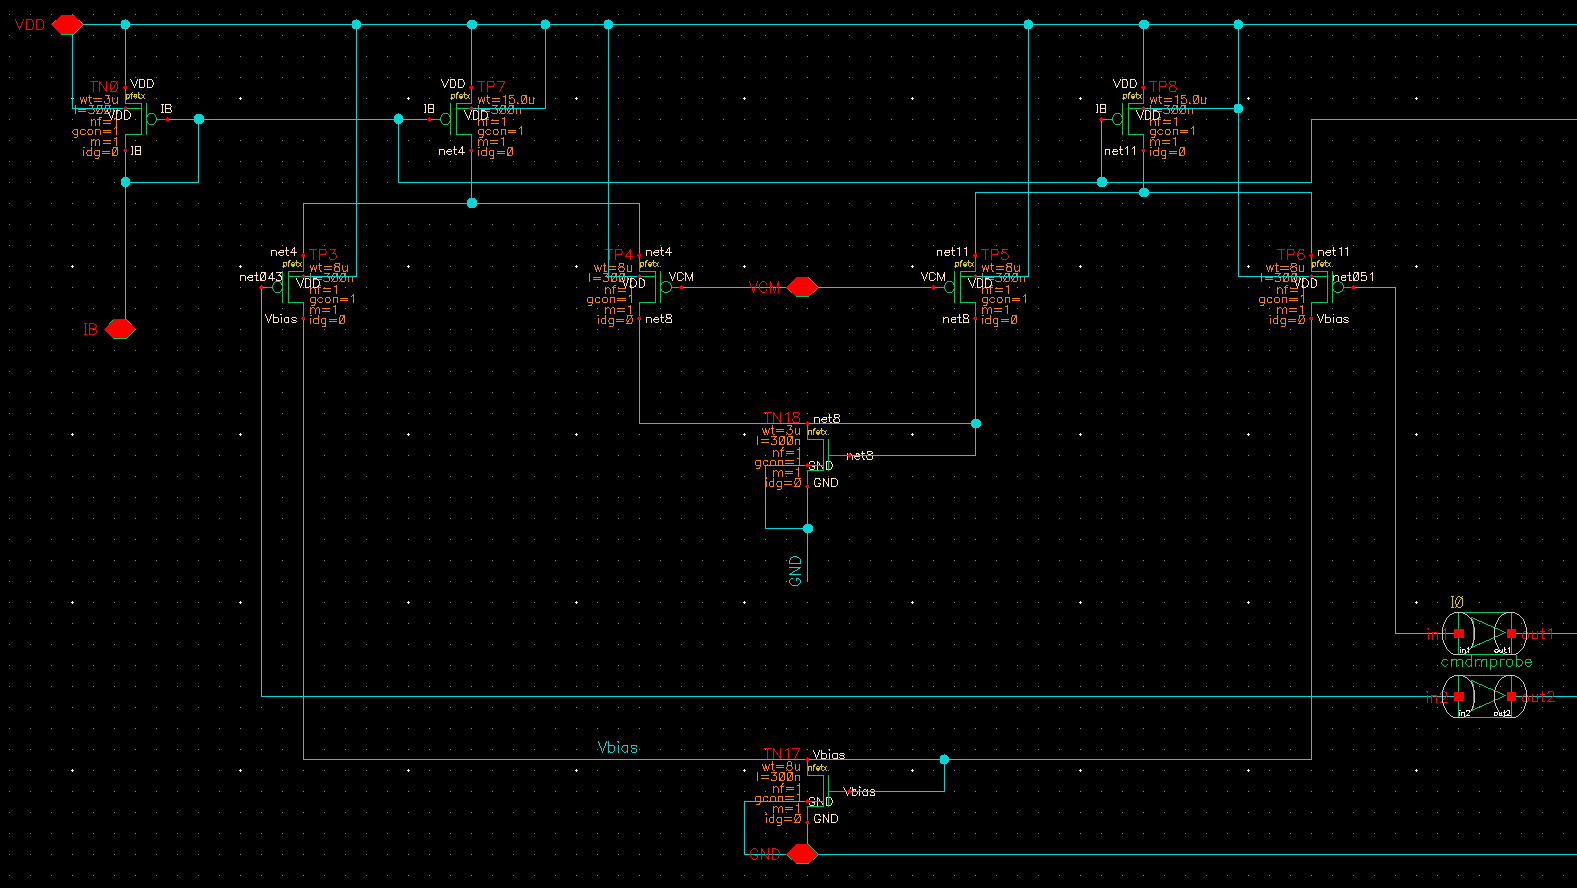 VDD
TN0
VDD
pfetx
wt=3u
l=300n
VDD
nf=1
gcon=1
m=1
idg=0
IB
IB
TP7
VDD
pfetx
wt=15.0u
l=300n
VDD
nf=1
gcon=1
m=1
idg=0
IB
net4
TP8
VDD
pfetx
wt=15.0u
l=300n
VDD
nf=1
gcon=1
m=1
idg=0
IB
net11
net4
TP3
pfetx
wt=8u
net043
l=300n
VDD
nf=1
gcon=1
m=1
idg=0
Vbias
TP4
net4
pfetx
wt=8u
l=300n
VDD
nf=1
gcon=1
m=1
idg=0
VCM
net8
VCM
net11
TP5
pfetx
wt=8u
VCM
l=300n
VDD
nf=1
gcon=1
m=1
idg=0
net8
TP6
net11
pfetx
wt=8u
l=300n
net051
VDD
nf=1
gcon=1
m=1
idg=0
Vbias
IB
TN18
net8
nfetx
wt=3u
l=300n
nf=1
net8
gcon=1
GND
m=1
idg=0
GND
GND
I0
in1
in1
out1
out1
cmdmprobe
in2
in2
out2
out2
Vbias
TN17
Vbias
nfetx
wt=8u
l=300n
nf=1
Vbias
gcon=1
GND
m=1
idg=0
GND
GND